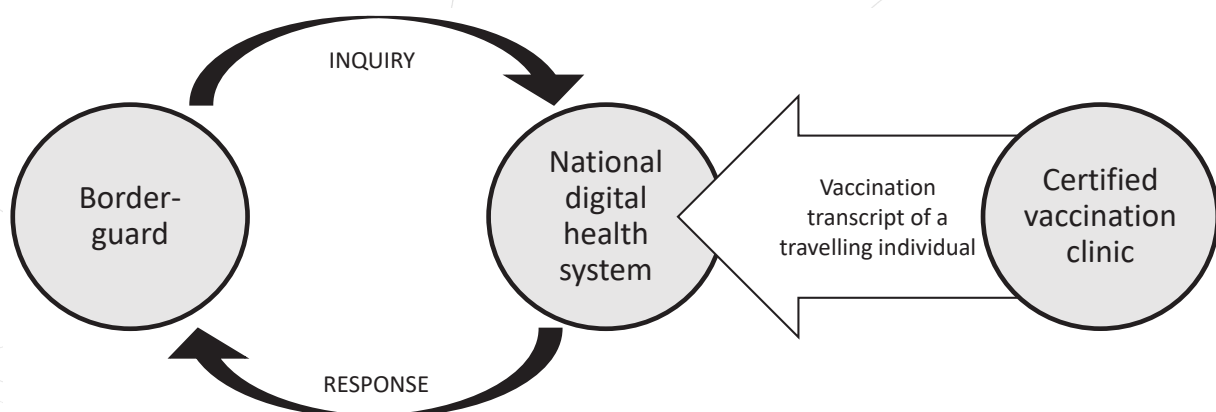 INQUIRY
Border-
guard
National
digital
health
system
Vaccination
transcript of a
travelling individual
Certified
vaccination
clinic
RESPONSE